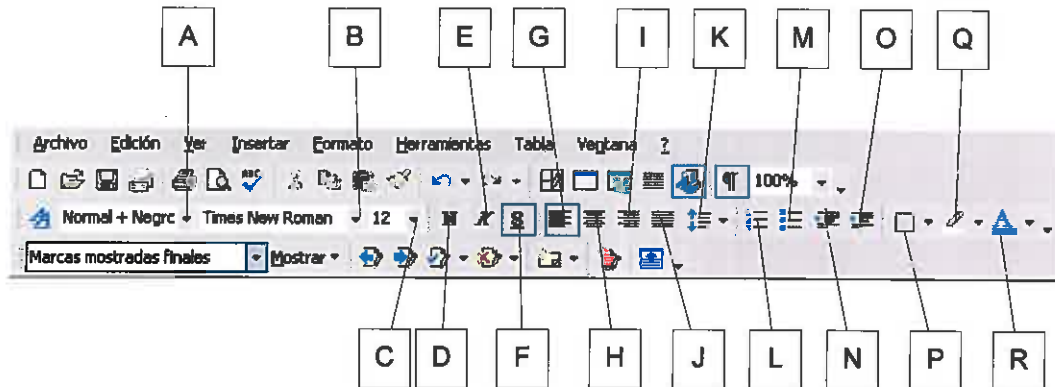 A B E G I K M O Q
Archivo Edición Ver Insertar Formato Herramientas Tabla Ventana ?
ABC ¶ 100%
Normal + Negrc Times New Roman 12 N K S A
Marcas mostradas finales Mostrar
C D F H J L N P R